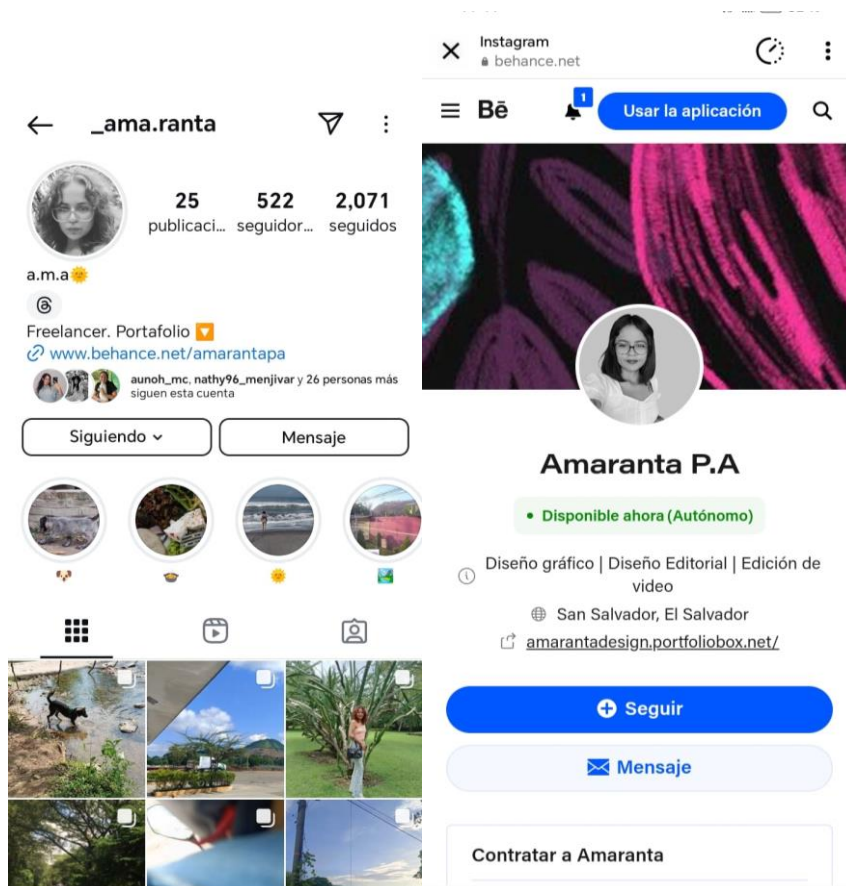 _ama.ranta
25 522 2,071
publicaci... seguidor... seguidos
a.m.a🌞
Freelancer. Portafolio 🔽
www.behance.net/amarantapa
aunoh_mc, nathy96_menjivar y 26 personas más
siguen esta cuenta
Siguiendo
Mensaje
Instagram
behance.net
Bē
1
Usar la aplicación
Amaranta P.A
• Disponible ahora (Autónomo)
Diseño gráfico | Diseño Editorial | Edición de
video
San Salvador, El Salvador
amarantadesign.portfoliobox.net/
Seguir
Mensaje
Contratar a Amaranta